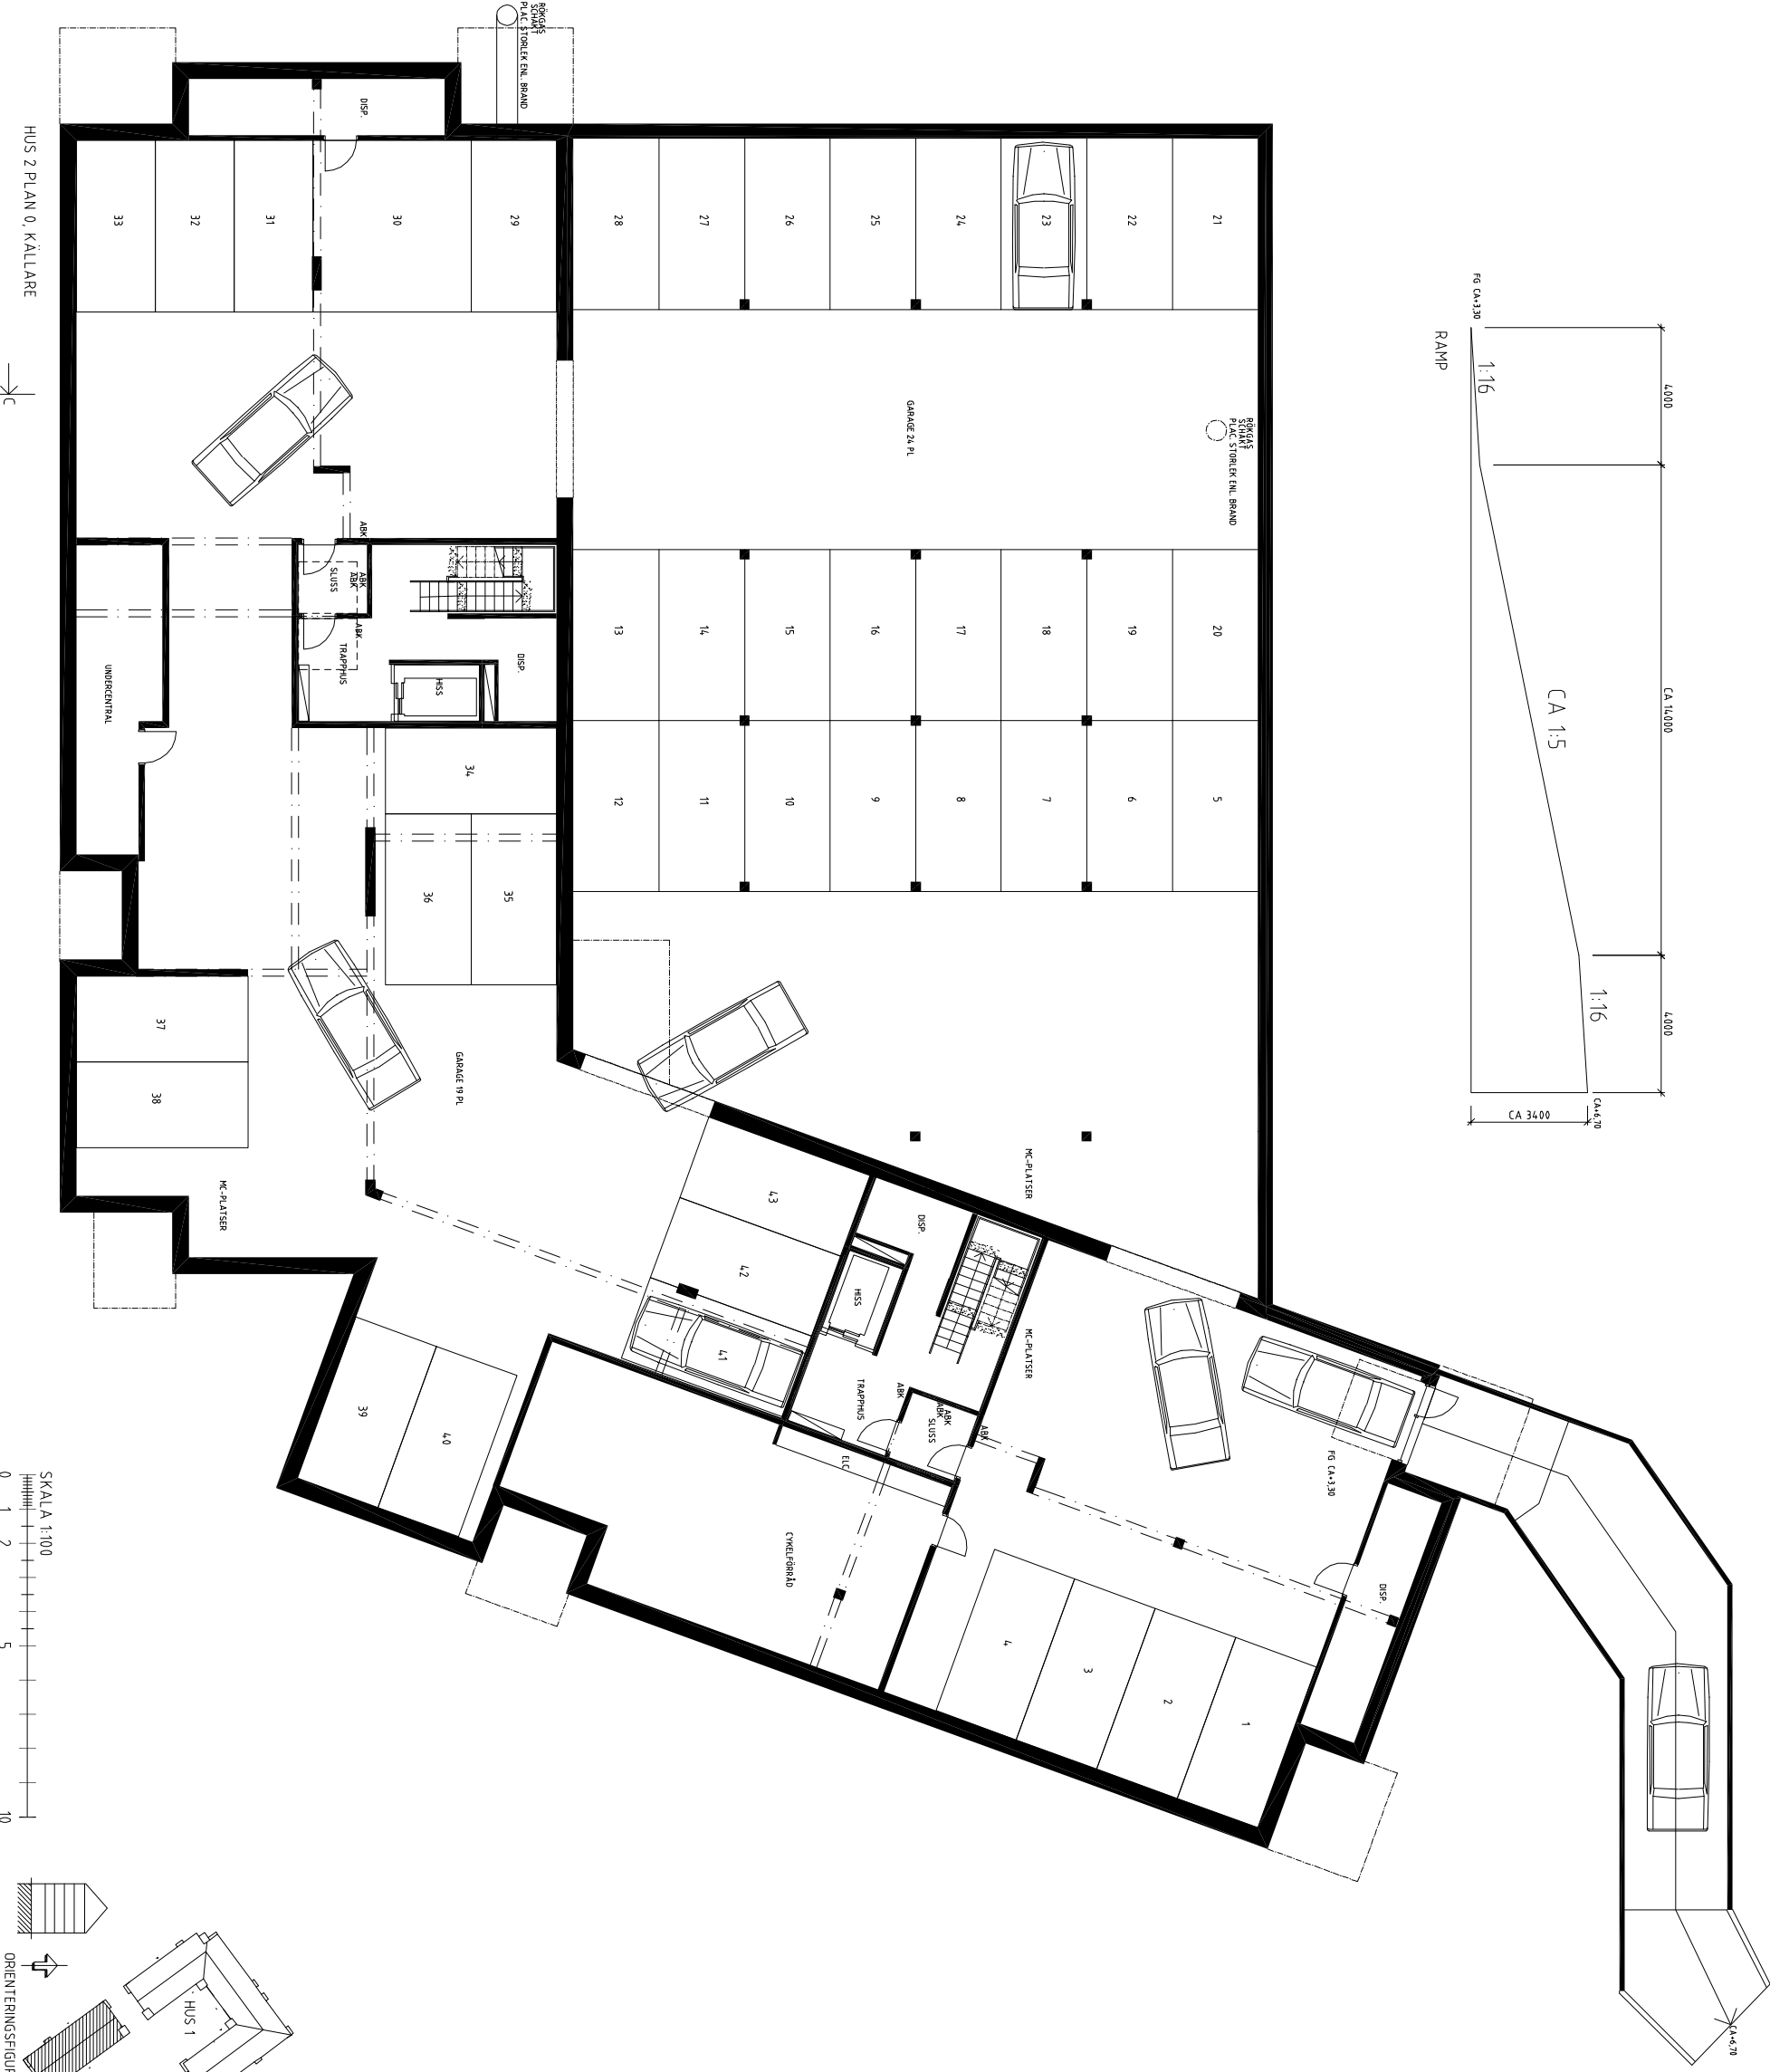 RÖKGAS
SCHAKT
PLAC. STORLEK ENL. BRAND
DISP.
HUS 2 PLAN 0, KÄLLARE
C
33
32
31
30
29
28
27
26
25
24
23
22
21
GARAGE 24 PL
RÖKGAS
SCHAKT
PLAC. STORLEK ENL. BRAND
FG CA+3,30
RAMP
1:16
4000
CA 1:5
CA 14000
1:16
4000
CA+6,70
CA 3400
13
14
15
16
17
18
19
20
12
11
10
9
8
7
6
5
ABK
SLUSS
ABK
ABK
ABK
TRAPPHUS
HISS
DISP.
UNDERCENTRAL
34
36
35
37
38
GARAGE 19 PL
MC-PLATSER
MC-PLATSER
43
42
41
DISP.
HISS
TRAPPHUS
ABK
ABK
ABK
SLUSS
ABK
MC-PLATSER
FG CA+3,30
ELC
39
40
CYKELFÖRRÅD
DISP.
4
3
2
1
CA+6,70
SKALA 1:100
0
1
2
5
10
HUS 1
ORIENTERINGSFIGUR